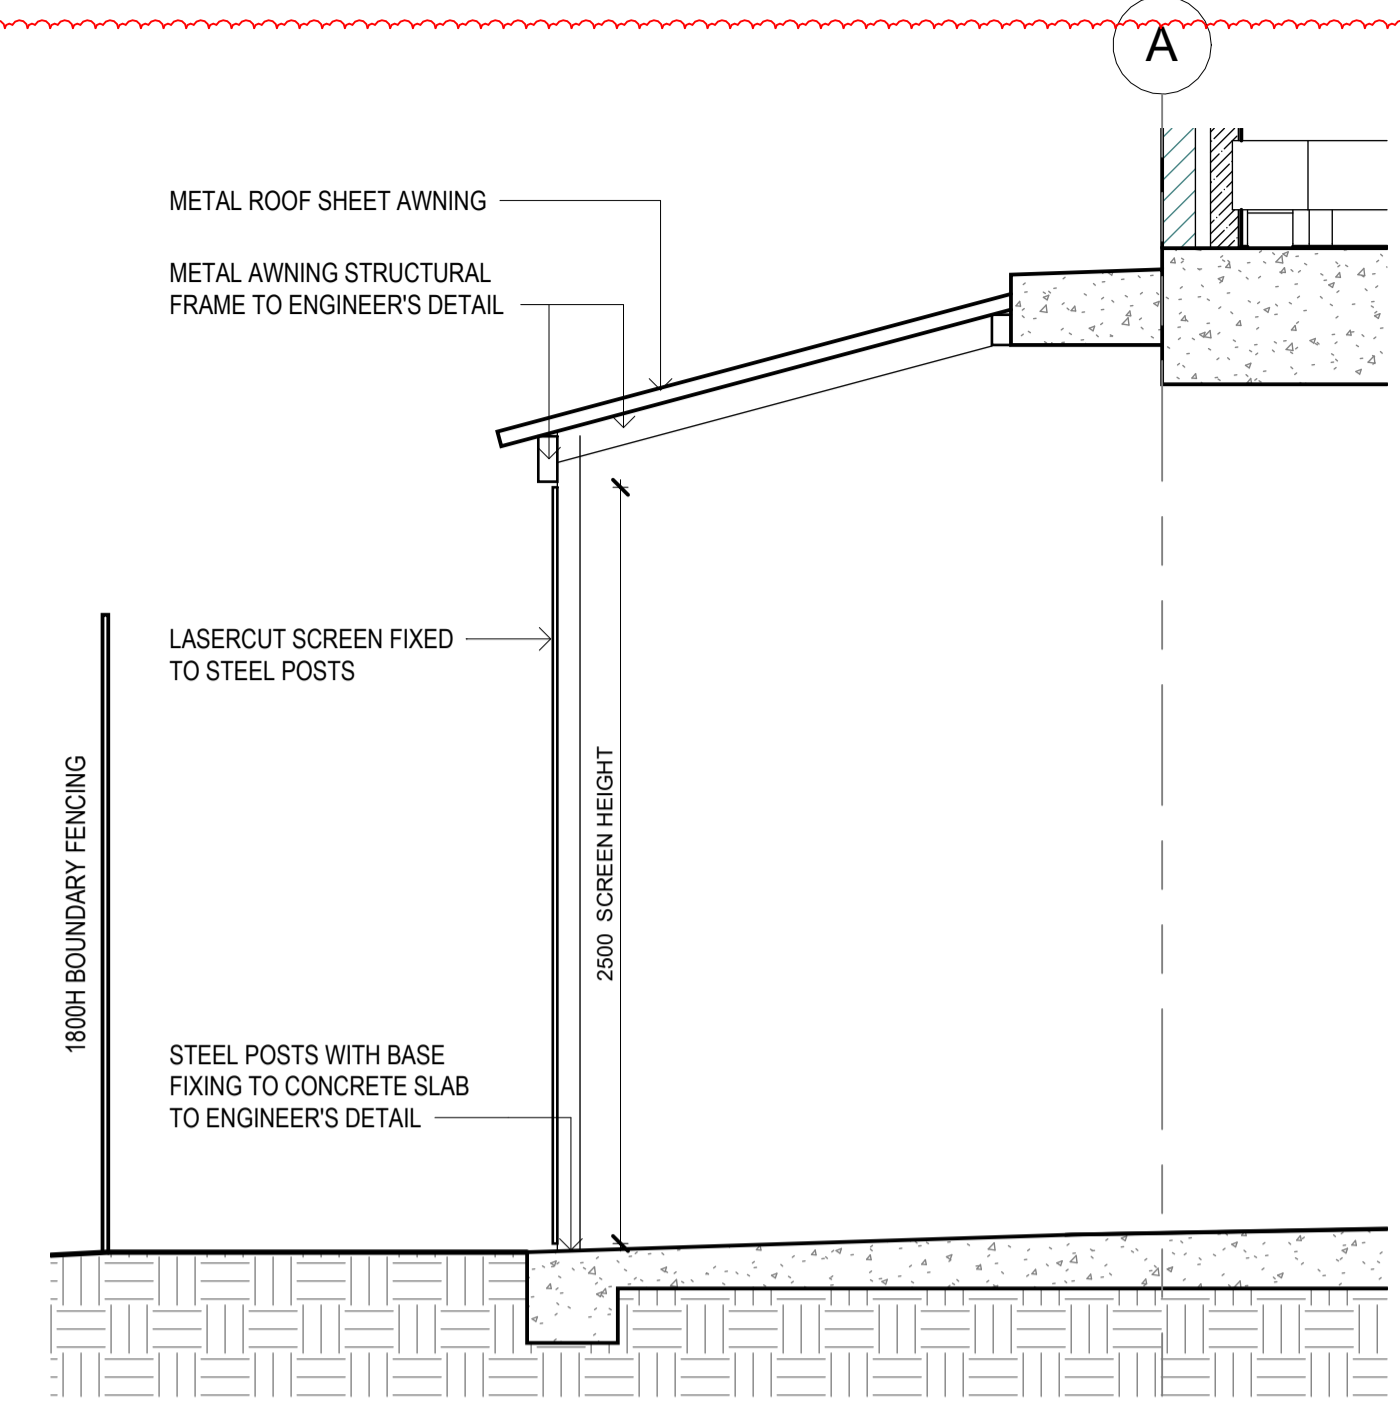 A
METAL ROOF SHEET AWNING
METAL AWNING STRUCTURAL
FRAME TO ENGINEER'S DETAIL
LASERCUT SCREEN FIXED
TO STEEL POSTS
1800H BOUNDARY FENCING
2500 SCREEN HEIGHT
STEEL POSTS WITH BASE
FIXING TO CONCRETE SLAB
TO ENGINEER'S DETAIL